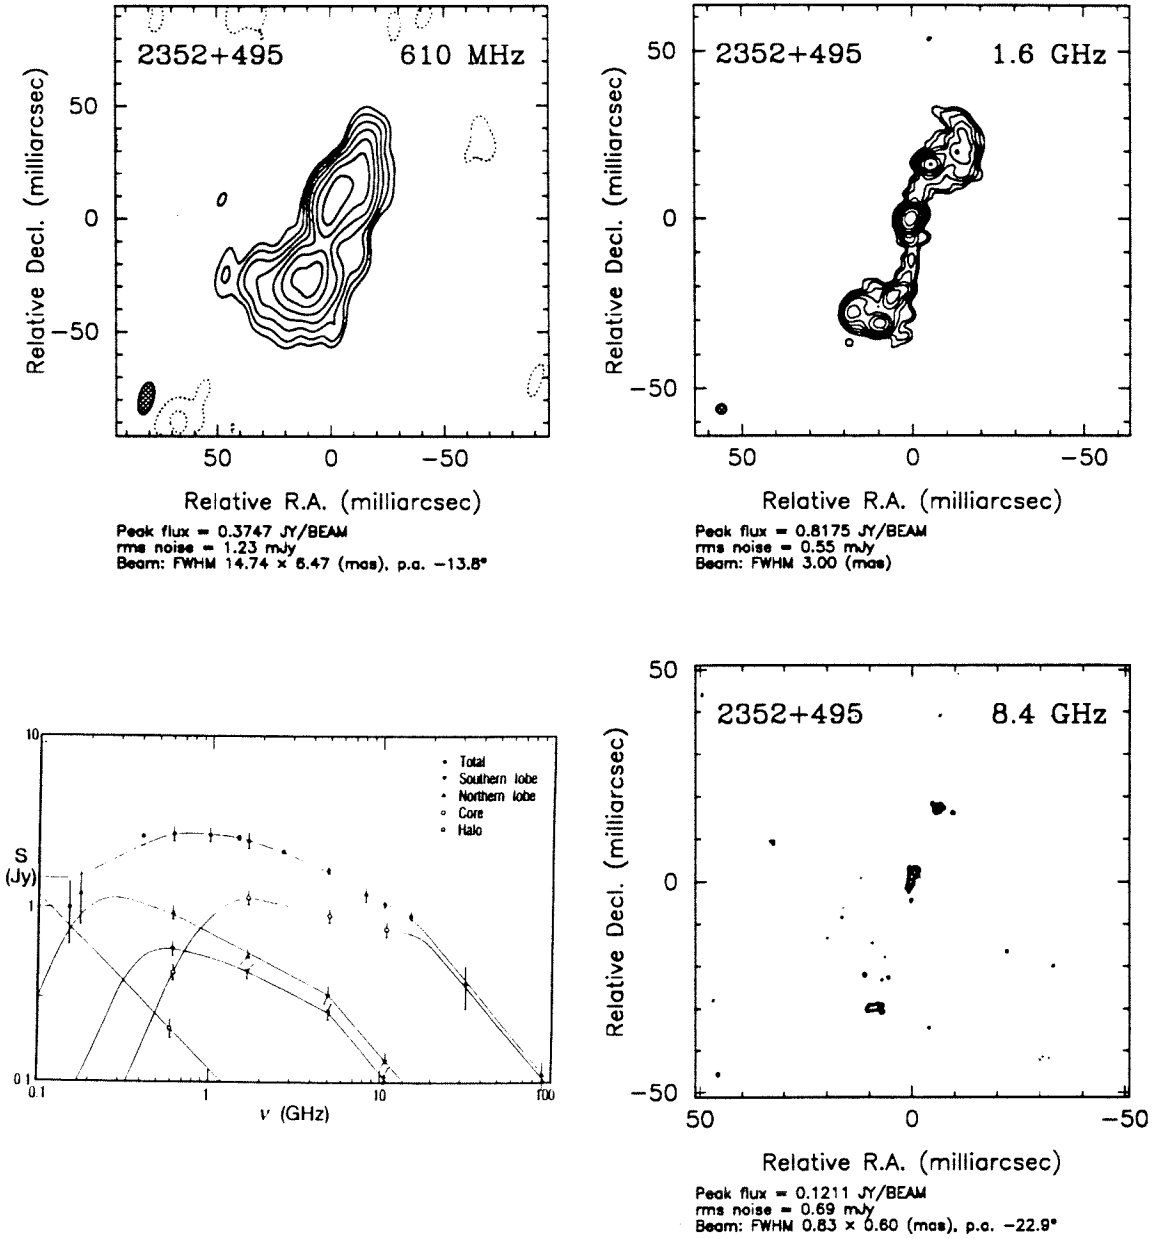 2352+495 610 MHz
50
0
-50
Relative Decl. (milliarcsec)
50 0 -50
Relative R.A. (milliarcsec)
Peak flux = 0.3747 JY/BEAM
rms noise = 1.23 mJy
Beam: FWHM 14.74 × 6.47 (mas), p.a. -13.8°
2352+495 1.6 GHz
50
0
-50
Relative Decl. (milliarcsec)
50 0 -50
Relative R.A. (milliarcsec)
Peak flux = 0.8175 JY/BEAM
rms noise = 0.55 mJy
Beam: FWHM 3.00 (mas)
10
S
(Jy)
1
0.1
Total
Southern lobe
Northern lobe
Core
Halo
0.1 1 10 100
ν (GHz)
2352+495 8.4 GHz
50
0
-50
Relative Decl. (milliarcsec)
50 0 -50
Relative R.A. (milliarcsec)
Peak flux = 0.1211 JY/BEAM
rms noise = 0.69 mJy
Beam: FWHM 0.83 × 0.60 (mas), p.a. -22.9°